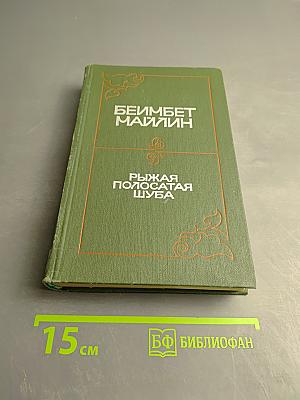 БЕИМБЕТ
МАЙЛИН
РЫЖАЯ
ПОЛОСАТАЯ
ШУБА
15 см
БФ БИБЛИОФАН